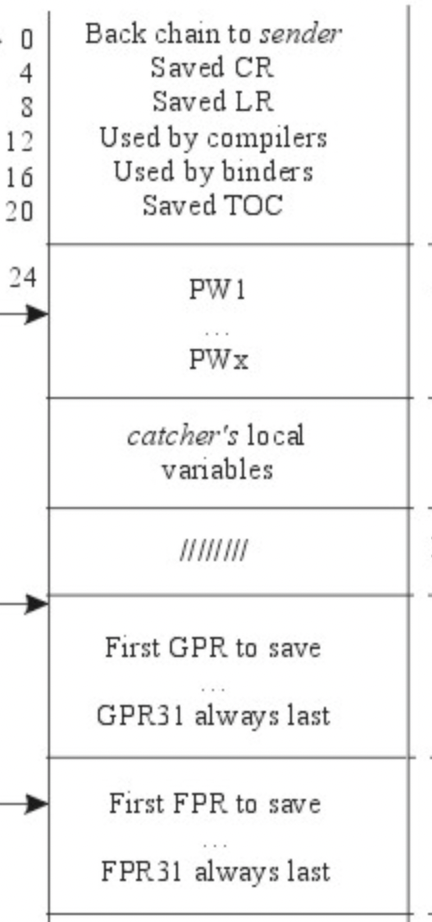 0 Back chain to sender
4 Saved CR
8 Saved LR
12 Used by compilers
16 Used by binders
20 Saved TOC
24
PW1
...
PWx
catcher's local
variables
/////////
First GPR to save
...
GPR31 always last
First FPR to save
...
FPR31 always last